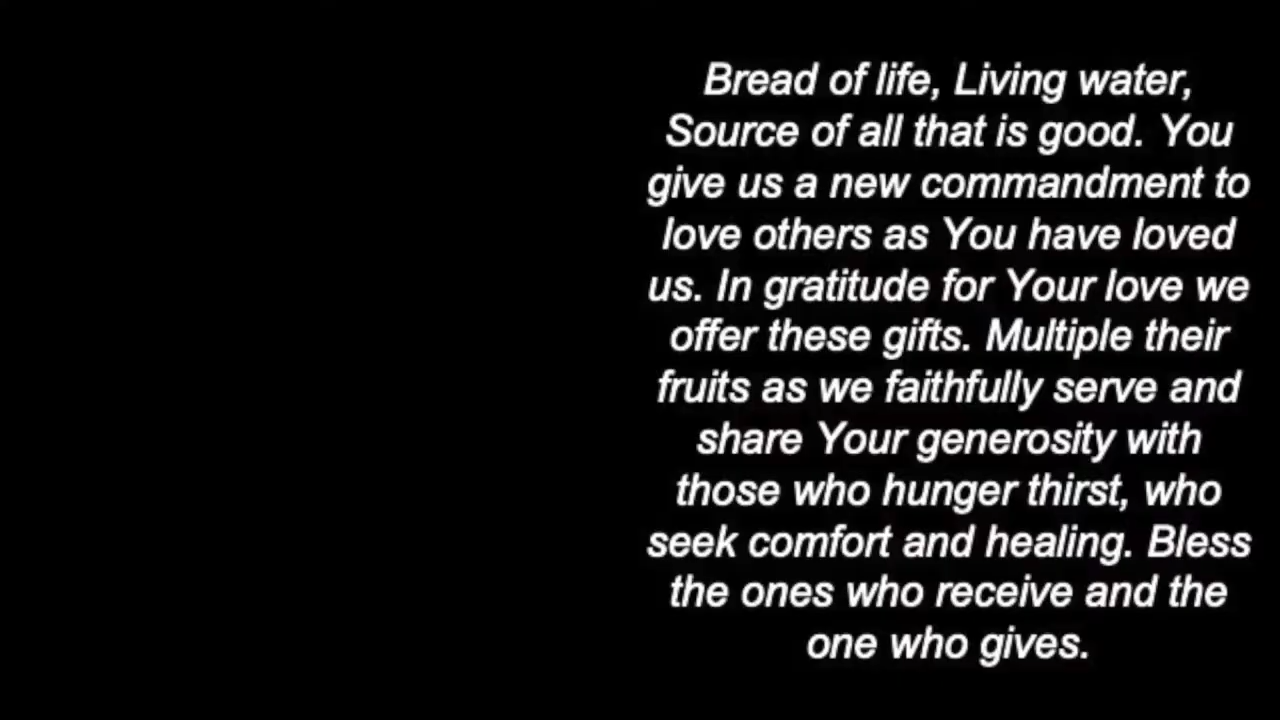 Bread of life, Living water,
Source of all that is good. You
give us a new commandment to
love others as You have loved
us. In gratitude for Your love we
offer these gifts. Multiple their
fruits as we faithfully serve and
share Your generosity with
those who hunger thirst, who
seek comfort and healing. Bless
the ones who receive and the
one who gives.